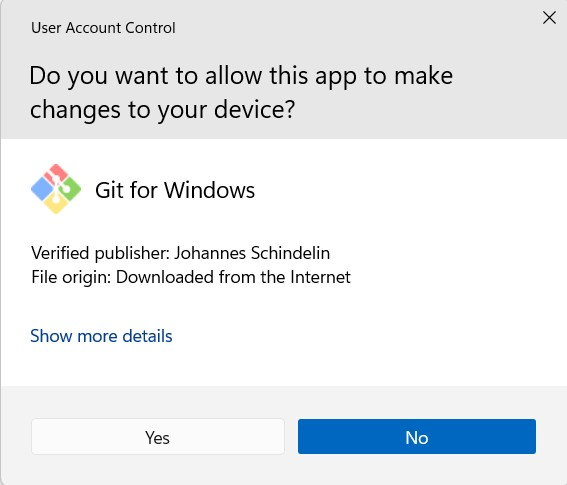 User Account Control
Do you want to allow this app to make
changes to your device?
Git for Windows
Verified publisher: Johannes Schindelin
File origin: Downloaded from the Internet
Show more details
Yes
No